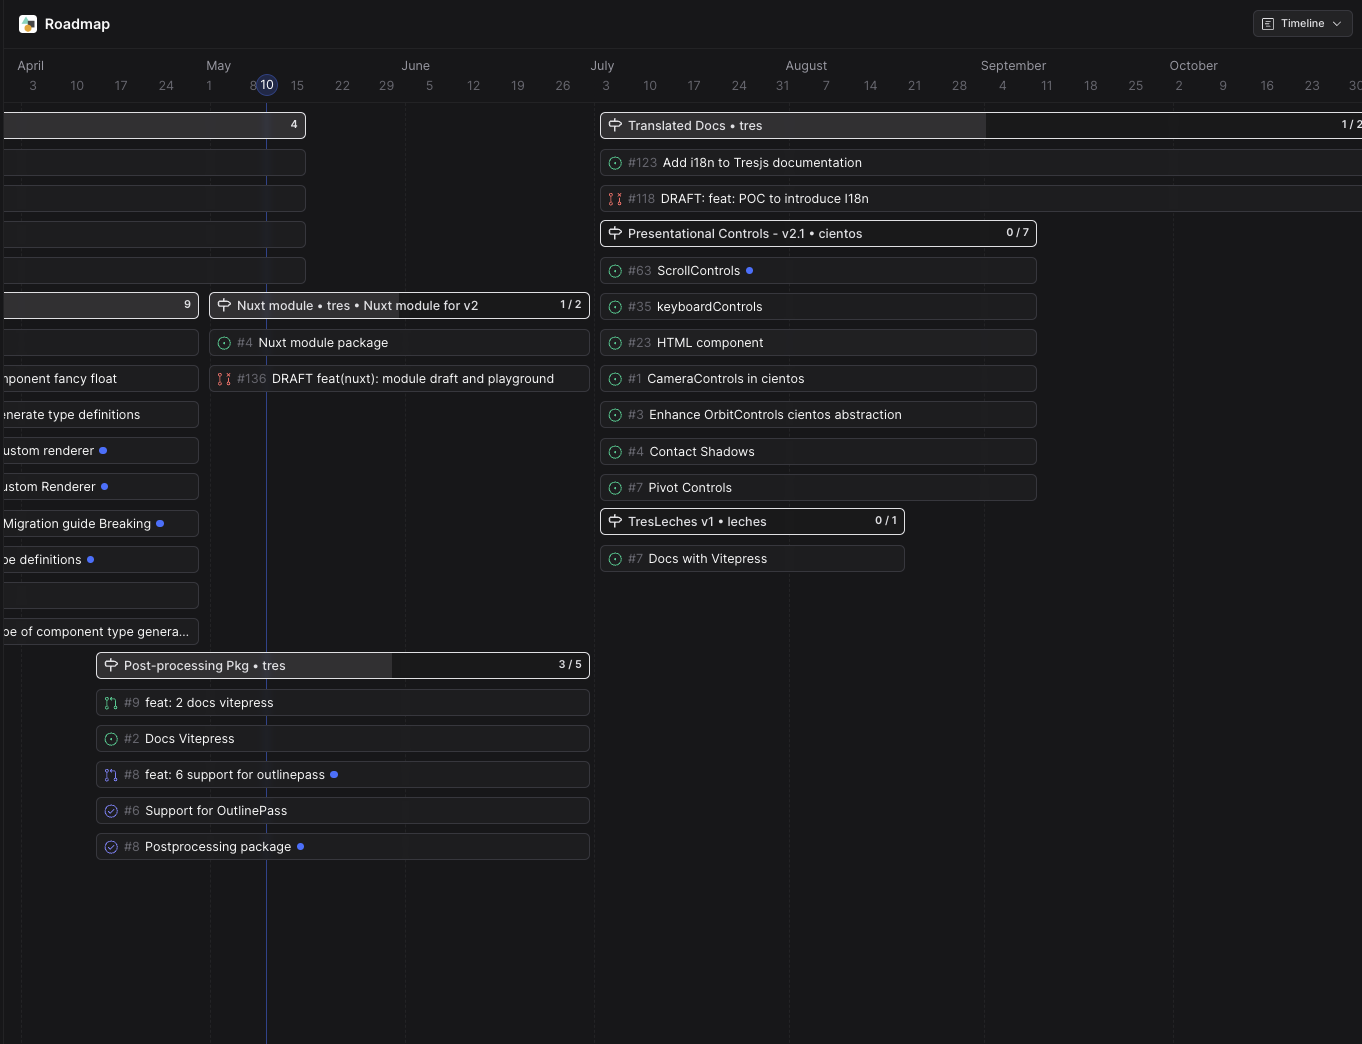 Roadmap
Timeline
April May June July August September October
3 10 17 24 1 8 10 15 22 29 5 12 19 26 3 10 17 24 31 7 14 21 28 4 11 18 25 2 9 16 23 30
4
Translated Docs • tres 1 / 2
#123 Add i18n to Tresjs documentation
#118 DRAFT: feat: POC to introduce I18n
Presentational Controls - v2.1 • cientos 0 / 7
#63 ScrollControls
9
Nuxt module • tres • Nuxt module for v2 1 / 2
#35 keyboardControls
#4 Nuxt module package
#23 HTML component
mponent fancy float
#136 DRAFT feat(nuxt): module draft and playground
#1 CameraControls in cientos
enerate type definitions
#3 Enhance OrbitControls cientos abstraction
ustom renderer
#4 Contact Shadows
ustom Renderer
#7 Pivot Controls
Migration guide Breaking
TresLeches v1 • leches 0 / 1
pe definitions
#7 Docs with Vitepress
pe of component type genera...
Post-processing Pkg • tres 3 / 5
#9 feat: 2 docs vitepress
#2 Docs Vitepress
#8 feat: 6 support for outlinepass
#6 Support for OutlinePass
#8 Postprocessing package